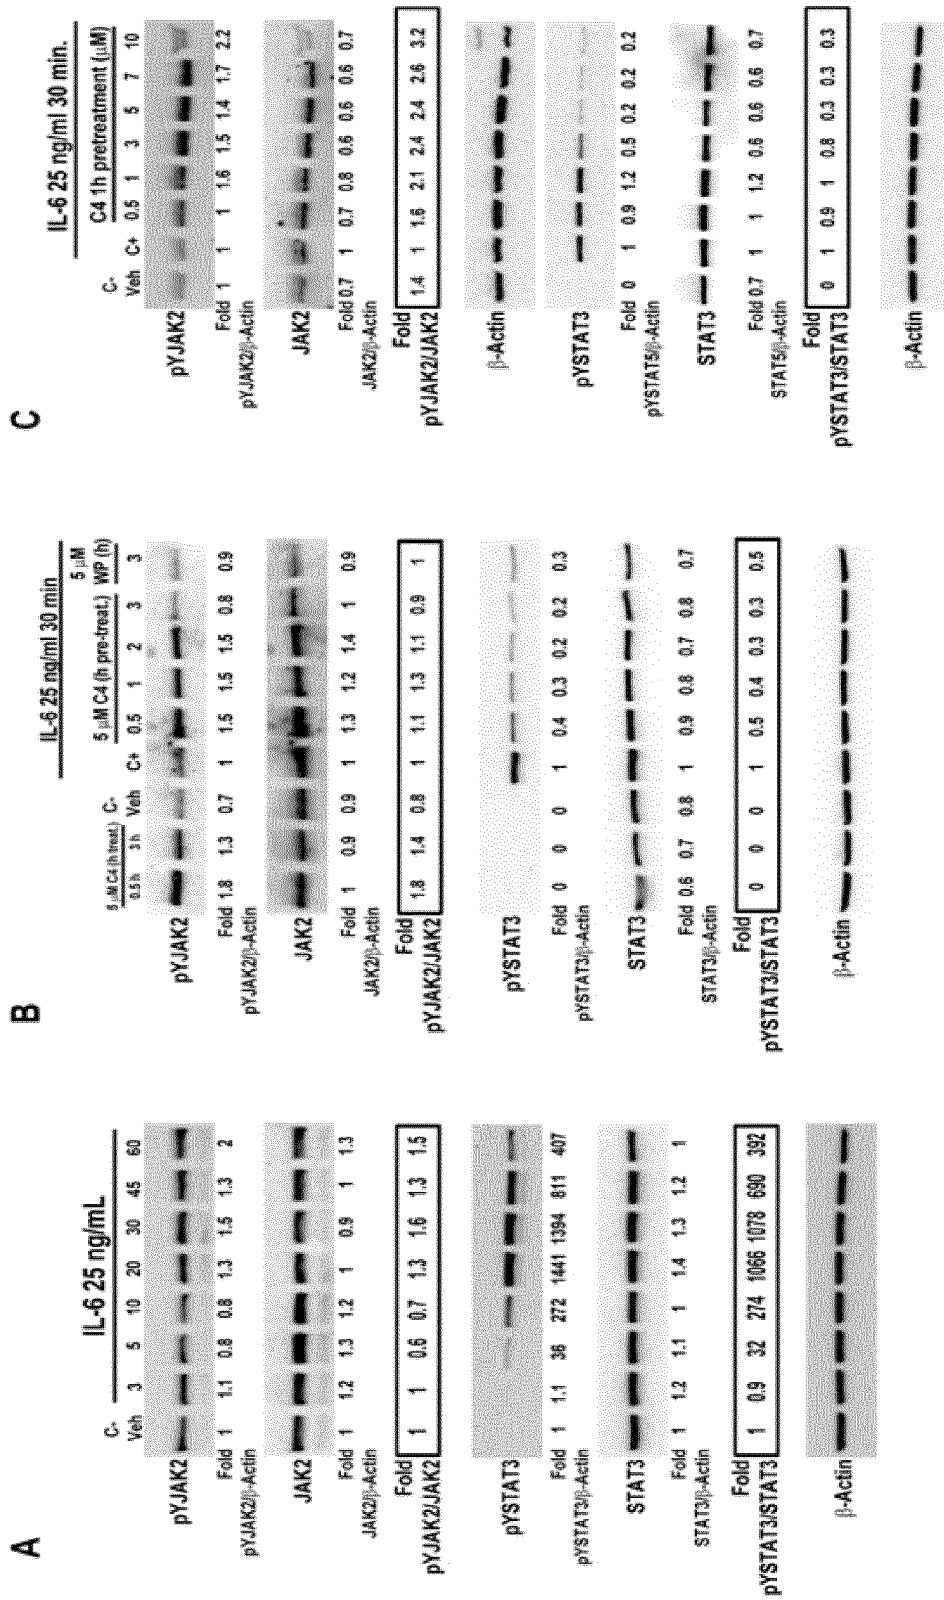 A
IL-6 25 ng/mL
C-
Veh 3 5 10 20 30 45 60
pYJAK2
Fold 1 1.1 0.8 0.8 1.3 1.5 1.3 2
pYJAK2/β-Actin
JAK2
Fold 1 1.2 1.3 1.2 1 0.9 1 1.3
JAK2/β-Actin
Fold 1 1 0.6 0.7 1.3 1.6 1.3 1.5
pYJAK2/JAK2
pYSTAT3
Fold 1 1.1 36 272 1441 1394 811 407
pYSTAT3/β-Actin
STAT3
Fold 1 1.2 1.1 1 1.4 1.3 1.2 1
STAT3/β-Actin
Fold 1 0.9 32 274 1066 1078 690 392
pYSTAT3/STAT3
β-Actin
B
IL-6 25 ng/ml 30 min
5 μM C4 (h treat.) C- 5 μM C4 (h pre-treat.) 5 μM
0.5 h 3 h Veh C+ 0.5 1 2 3 WP (h) 3
pYJAK2
Fold 1.8 1.3 0.7 1 1.5 1.5 1.5 0.8 0.9
pYJAK2/β-Actin
JAK2
Fold 1 0.9 0.9 1 1.3 1.2 1.4 1 0.9
JAK2/β-Actin
Fold 1.8 1.4 0.8 1 1.1 1.3 1.1 0.9 1
pYJAK2/JAK2
pYSTAT3
Fold 0 0 0 1 0.4 0.3 0.2 0.2 0.3
pYSTAT3/β-Actin
STAT3
Fold 0.6 0.7 0.8 1 0.9 0.8 0.7 0.8 0.7
STAT3/β-Actin
Fold 0 0 0 1 0.5 0.4 0.3 0.3 0.5
pYSTAT3/STAT3
β-Actin
C
IL-6 25 ng/ml 30 min.
C- C4 1h pretreatment (μM)
Veh C+ 0.5 1 3 5 7 10
pYJAK2
Fold 1 1 1 1.6 1.5 1.4 1.7 2.2
pYJAK2/β-Actin
JAK2
Fold 0.7 1 0.7 0.8 0.6 0.6 0.6 0.7
JAK2/β-Actin
Fold 1.4 1 1.6 2.1 2.4 2.4 2.6 3.2
pYJAK2/JAK2
β-Actin
pYSTAT3
Fold 0 1 0.9 1.2 0.5 0.2 0.2 0.2
pYSTAT5/β-Actin
STAT3
Fold 0.7 1 1 1.2 0.6 0.6 0.6 0.7
STAT5/β-Actin
Fold 0 1 0.9 1 0.8 0.3 0.3 0.3
pYSTAT3/STAT3
β-Actin